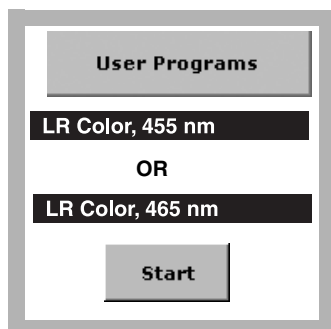 User Programs
LR Color, 455 nm
OR
LR Color, 465 nm
Start